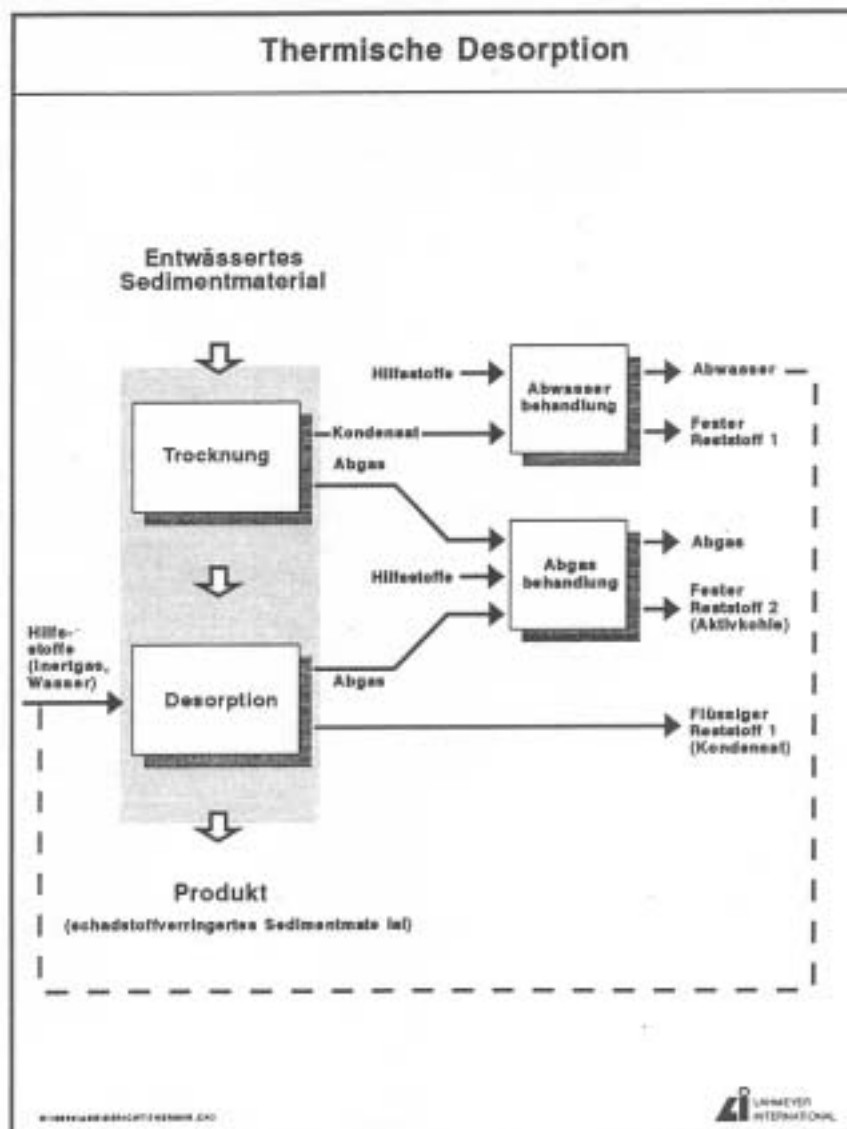 Thermische Desorption
Entwässertes
Sedimentmaterial
Hilfsstoffe
Abwasser
behandlung
Abwasser
Fester
Reststoff 1
Trocknung
Kondensat
Abgas
Abgas
behandlung
Abgas
Hilfsstoffe
Fester
Reststoff 2
(Aktivkohle)
Hilfs-
stoffe
(Inertgas,
Wasser)
Desorption
Abgas
Flüssiger
Reststoff 1
(Kondensat)
Produkt
(schadstoffverringertes Sedimentmate ial)
LAHMEYER
INTERNATIONAL